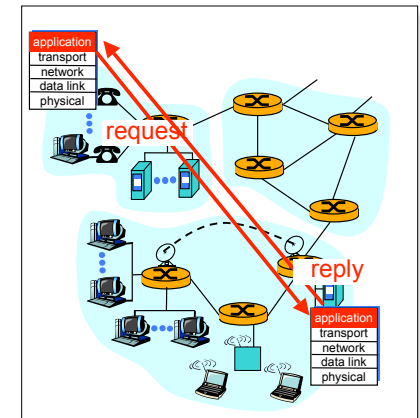 application
transport
network
data link
physical
request
reply
application
transport
network
data link
physical